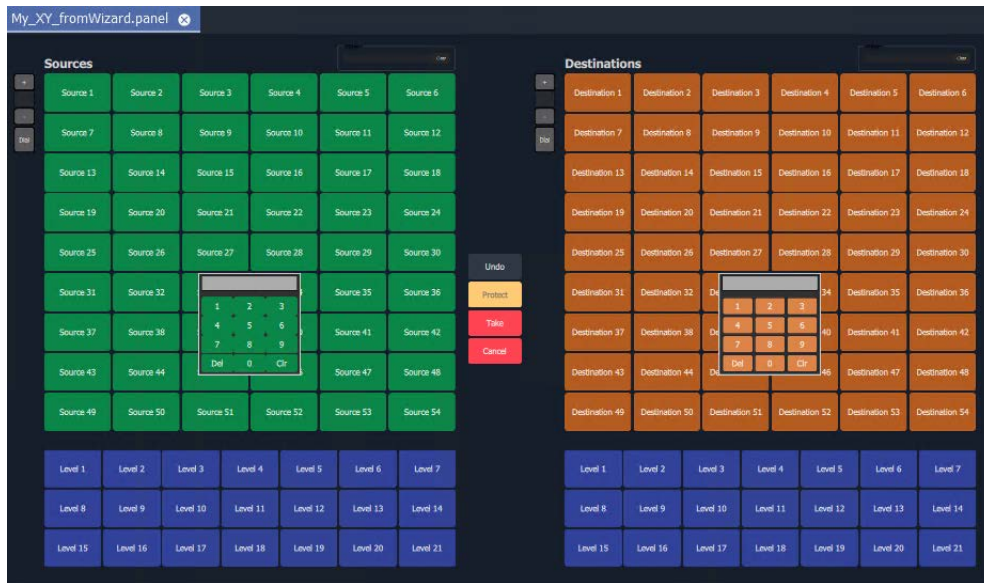 My_XY_fromWizard.panel
Sources
+
-
Source 1 Source 2 Source 3 Source 4 Source 5 Source 6
Source 7 Source 8 Source 9 Source 10 Source 11 Source 12
Source 13 Source 14 Source 15 Source 16 Source 17 Source 18
Source 19 Source 20 Source 21 Source 22 Source 23 Source 24
Source 25 Source 26 Source 27 Source 28 Source 29 Source 30
Source 31 Source 32 Source 35 Source 36
Source 37 Source 38 Source 41 Source 42
Source 43 Source 44 Source 47 Source 48
Source 49 Source 50 Source 51 Source 52 Source 53 Source 54
1 2 3
4 5 6
7 8 9
Del 0 Clr
Level 1 Level 2 Level 3 Level 4 Level 5 Level 6 Level 7
Level 8 Level 9 Level 10 Level 11 Level 12 Level 13 Level 14
Level 15 Level 16 Level 17 Level 18 Level 19 Level 20 Level 21
Undo
Protect
Take
Cancel
Destinations
+
-
Destination 1 Destination 2 Destination 3 Destination 4 Destination 5 Destination 6
Destination 7 Destination 8 Destination 9 Destination 10 Destination 11 Destination 12
Destination 13 Destination 14 Destination 15 Destination 16 Destination 17 Destination 18
Destination 19 Destination 20 Destination 21 Destination 22 Destination 23 Destination 24
Destination 25 Destination 26 Destination 27 Destination 28 Destination 29 Destination 30
Destination 31 Destination 32 34 Destination 35 Destination 36
Destination 37 Destination 38 40 Destination 41 Destination 42
Destination 43 Destination 44 46 Destination 47 Destination 48
Destination 49 Destination 50 Destination 51 Destination 52 Destination 53 Destination 54
1 2 3
4 5 6
7 8 9
Del 0 Clr
Level 1 Level 2 Level 3 Level 4 Level 5 Level 6 Level 7
Level 8 Level 9 Level 10 Level 11 Level 12 Level 13 Level 14
Level 15 Level 16 Level 17 Level 18 Level 19 Level 20 Level 21